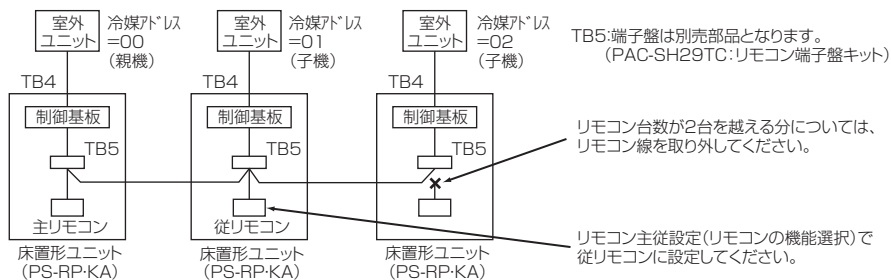 室外
ユニット
冷媒アドレス
=00
(親機)
室外
ユニット
冷媒アドレス
=01
(子機)
室外
ユニット
冷媒アドレス
=02
(子機)
TB5:端子盤は別売部品となります。
(PAC-SH29TC:リモコン端子盤キット)
TB4
TB4
TB4
制御基板
制御基板
制御基板
TB5
TB5
TB5
リモコン台数が2台を越える分については、
リモコン線を取り外してください。
主リモコン
従リモコン
リモコン主従設定(リモコンの機能選択)で
従リモコンに設定してください。
床置形ユニット
(PS-RP・KA)
床置形ユニット
(PS-RP・KA)
床置形ユニット
(PS-RP・KA)